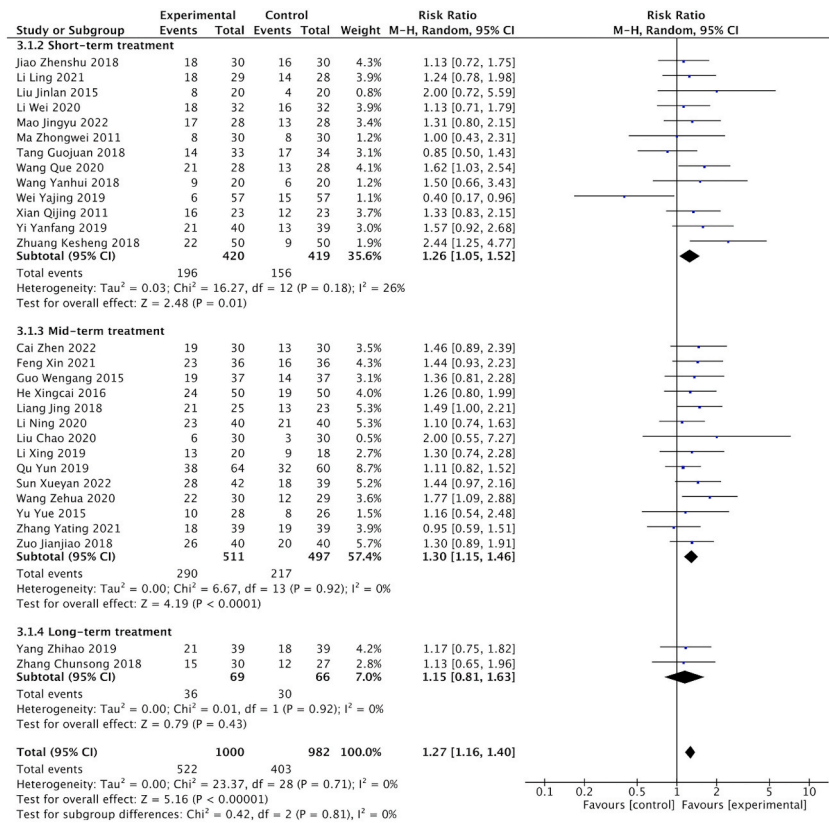 Experimental Control Risk Ratio Risk Ratio
Study or Subgroup Events Total Events Total Weight M-H, Random, 95% CI M-H, Random, 95% CI
3.1.2 Short-term treatment
Jiao Zhenshu 2018 18 30 16 30 4.3% 1.13 [0.72, 1.75]
Li Ling 2021 18 29 14 28 3.9% 1.24 [0.78, 1.98]
Liu Jinlan 2015 8 20 4 20 0.8% 2.00 [0.72, 5.59]
Li Wei 2020 18 32 16 32 4.0% 1.13 [0.71, 1.79]
Mao Jingyu 2022 17 28 13 28 3.6% 1.31 [0.80, 2.15]
Ma Zhongwei 2011 8 30 8 30 1.2% 1.00 [0.43, 2.31]
Tang Guojuan 2018 14 33 17 34 3.1% 0.85 [0.50, 1.43]
Wang Que 2020 21 28 13 28 4.1% 1.62 [1.03, 2.54]
Wang Yanhui 2018 9 20 6 20 1.2% 1.50 [0.66, 3.43]
Wei Yajing 2019 6 57 15 57 1.1% 0.40 [0.17, 0.96]
Xian Qijing 2011 16 23 12 23 3.7% 1.33 [0.83, 2.15]
Yi Yanfang 2019 21 40 13 39 3.0% 1.57 [0.92, 2.68]
Zhuang Kesheng 2018 22 50 9 50 1.9% 2.44 [1.25, 4.77]
Subtotal (95% CI) 420 419 35.6% 1.26 [1.05, 1.52]
Total events 196 156
Heterogeneity: Tau² = 0.03; Chi² = 16.27, df = 12 (P = 0.18); I² = 26%
Test for overall effect: Z = 2.48 (P = 0.01)
3.1.3 Mid-term treatment
Cai Zhen 2022 19 30 13 30 3.5% 1.46 [0.89, 2.39]
Feng Xin 2021 23 36 16 36 4.3% 1.44 [0.93, 2.23]
Guo Wengang 2015 19 37 14 37 3.1% 1.36 [0.81, 2.28]
He Xingcai 2016 24 50 19 50 4.0% 1.26 [0.80, 1.99]
Liang Jing 2018 21 25 13 23 5.3% 1.49 [1.00, 2.21]
Li Ning 2020 23 40 21 40 5.4% 1.10 [0.74, 1.63]
Liu Chao 2020 6 30 3 30 0.5% 2.00 [0.55, 7.27]
Li Xing 2019 13 20 9 18 2.6% 1.30 [0.74, 2.28]
Qu Yun 2019 38 64 32 60 8.7% 1.11 [0.82, 1.52]
Sun Xueyan 2022 28 42 18 39 5.3% 1.44 [0.97, 2.16]
Wang Zehua 2020 22 30 12 29 3.6% 1.77 [1.09, 2.88]
Yu Yue 2015 10 28 8 26 1.4% 1.16 [0.54, 2.48]
Zhang Yating 2021 18 39 19 39 3.8% 0.95 [0.59, 1.51]
Zuo Jianjiao 2018 26 40 20 40 5.7% 1.30 [0.89, 1.91]
Subtotal (95% CI) 511 497 57.4% 1.30 [1.15, 1.46]
Total events 290 217
Heterogeneity: Tau² = 0.00; Chi² = 6.67, df = 13 (P = 0.92); I² = 0%
Test for overall effect: Z = 4.19 (P < 0.0001)
3.1.4 Long-term treatment
Yang Zhihao 2019 21 39 18 39 4.2% 1.17 [0.75, 1.82]
Zhang Chunsong 2018 15 30 12 27 2.8% 1.13 [0.65, 1.96]
Subtotal (95% CI) 69 66 7.0% 1.15 [0.81, 1.63]
Total events 36 30
Heterogeneity: Tau² = 0.00; Chi² = 0.01, df = 1 (P = 0.92); I² = 0%
Test for overall effect: Z = 0.79 (P = 0.43)
Total (95% CI) 1000 982 100.0% 1.27 [1.16, 1.40]
Total events 522 403
Heterogeneity: Tau² = 0.00; Chi² = 23.37, df = 28 (P = 0.71); I² = 0%
Test for overall effect: Z = 5.16 (P < 0.00001)
Test for subgroup differences: Chi² = 0.42, df = 2 (P = 0.81), I² = 0%
0.1 0.2 0.5 1 2 5 10
Favours [control] Favours [experimental]